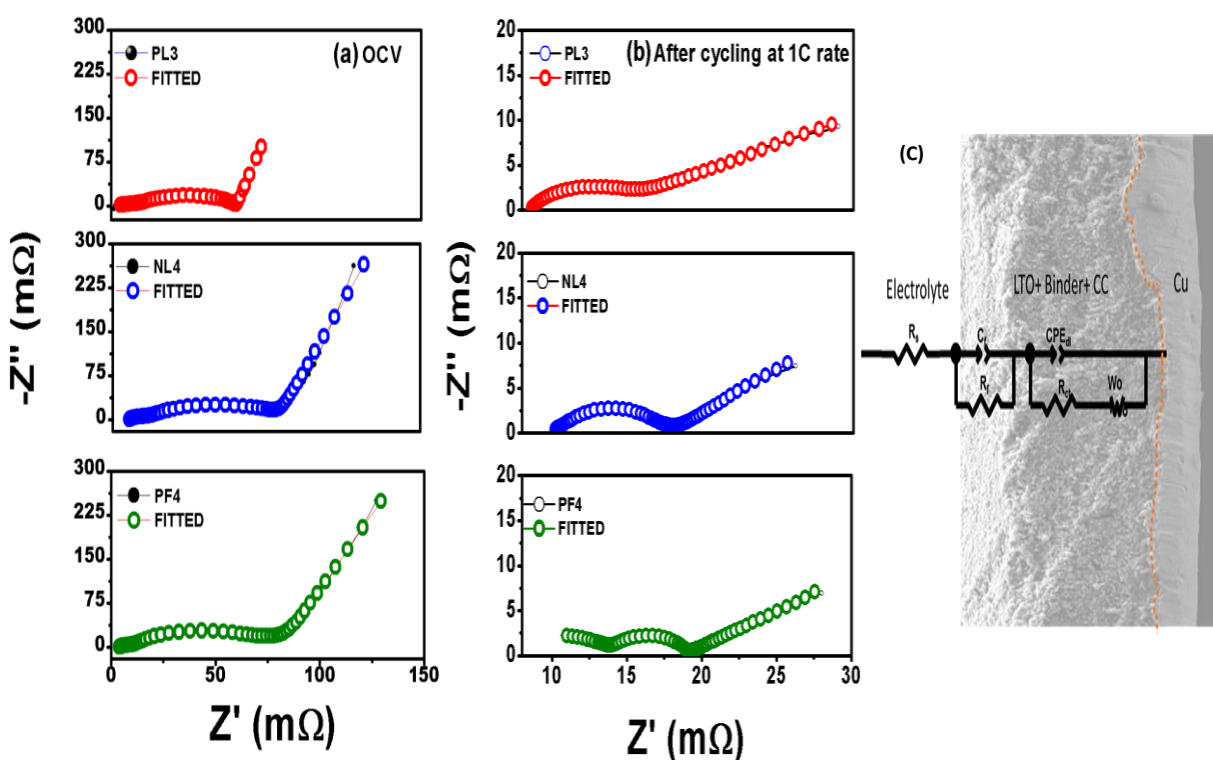 (a) OCV
PL3
FITTED
300
225
150
75
0
NL4
FITTED
300
225
150
75
0
PF4
FITTED
300
225
150
75
0
0
50
100
150
-Z'' (mΩ)
Z' (mΩ)
(b) After cycling at 1C rate
PL3
FITTED
20
15
10
5
0
NL4
FITTED
20
15
10
5
0
PF4
FITTED
20
15
10
5
0
10
15
20
25
30
-Z'' (mΩ)
Z' (mΩ)
(C)
Electrolyte
LTO+ Binder+ CC
Cu
Rs
Cf
CPEdl
Rf
Rct
Wo